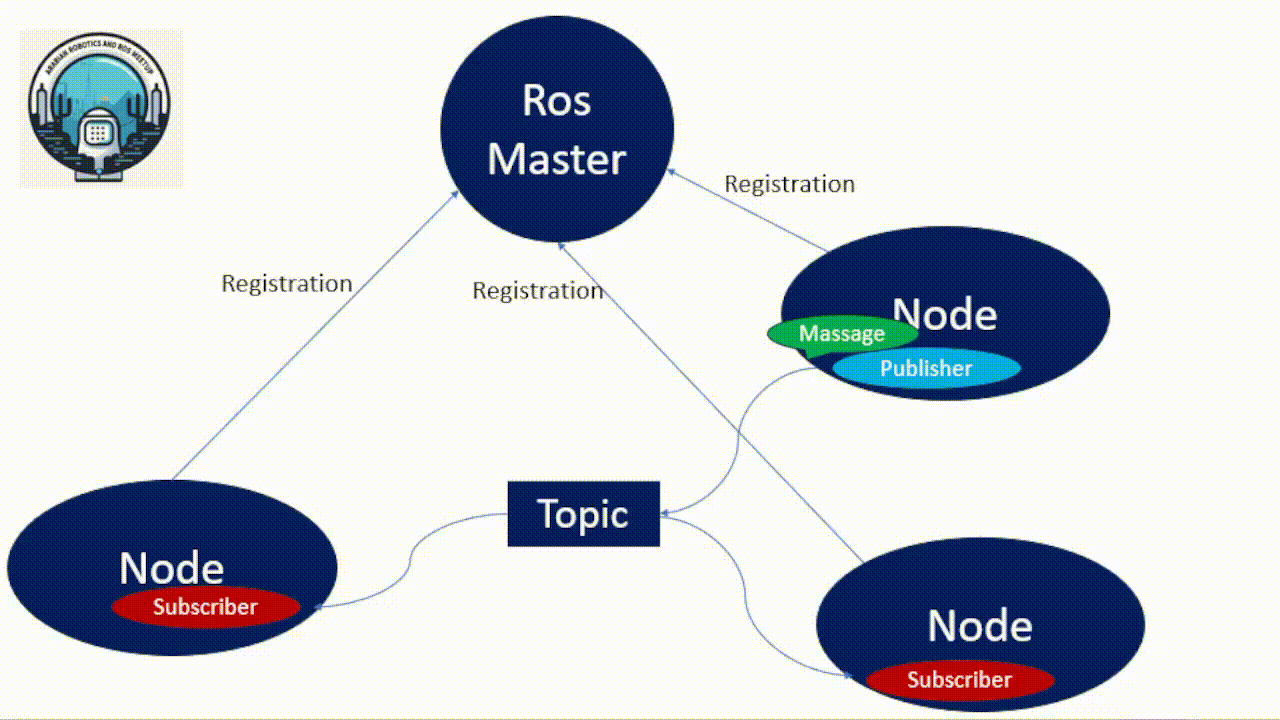 ARABIAN ROBOTICS AND ROS MEETUP
Ros
Master
Registration
Registration
Registration
Node
Massage
Publisher
Topic
Node
Subscriber
Node
Subscriber